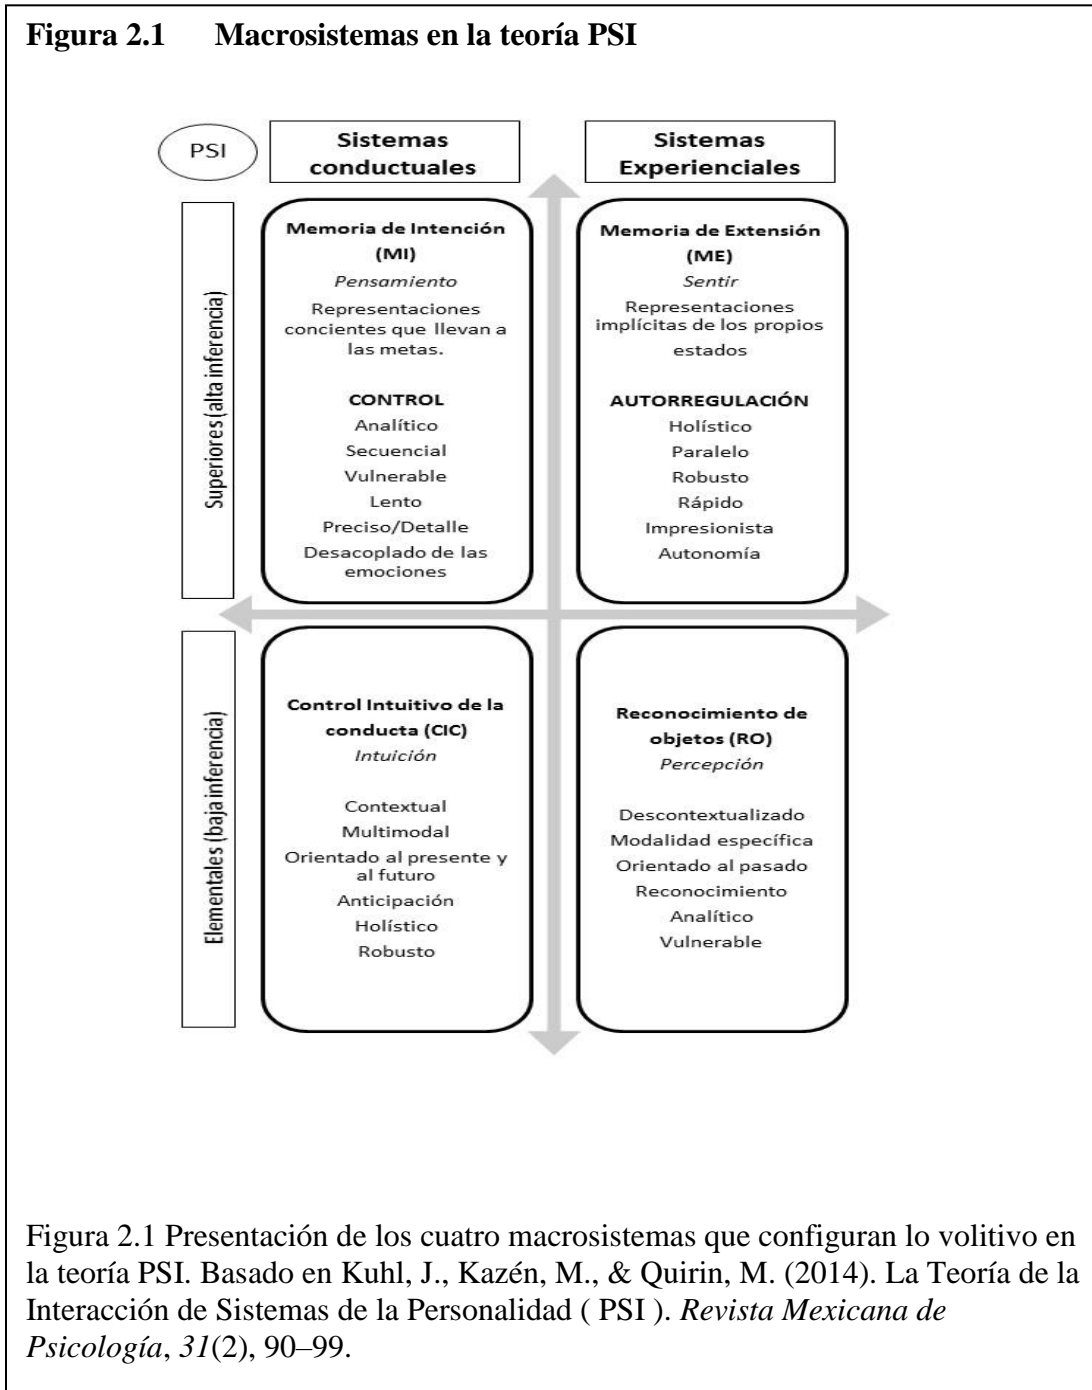 Figura 2.1 Macrosistemas en la teoría PSI
PSI
Sistemas
conductuales
Sistemas
Experienciales
Superiores (alta inferencia)
Memoria de Intención
(MI)
Pensamiento
Representaciones
concientes que llevan a
las metas.
CONTROL
Analítico
Secuencial
Vulnerable
Lento
Preciso/Detalle
Desacoplado de las
emociones
Memoria de Extensión
(ME)
Sentir
Representaciones
implícitas de los propios
estados
AUTORREGULACIÓN
Holístico
Paralelo
Robusto
Rápido
Impresionista
Autonomía
Elementales (baja inferencia)
Control Intuitivo de la
conducta (CIC)
Intuición
Contextual
Multimodal
Orientado al presente y
al futuro
Anticipación
Holístico
Robusto
Reconocimiento de
objetos (RO)
Percepción
Descontextualizado
Modalidad específica
Orientado al pasado
Reconocimiento
Analítico
Vulnerable
Figura 2.1 Presentación de los cuatro macrosistemas que configuran lo volitivo en
la teoría PSI. Basado en Kuhl, J., Kazén, M., & Quirin, M. (2014). La Teoría de la
Interacción de Sistemas de la Personalidad ( PSI ). Revista Mexicana de
Psicología, 31(2), 90–99.